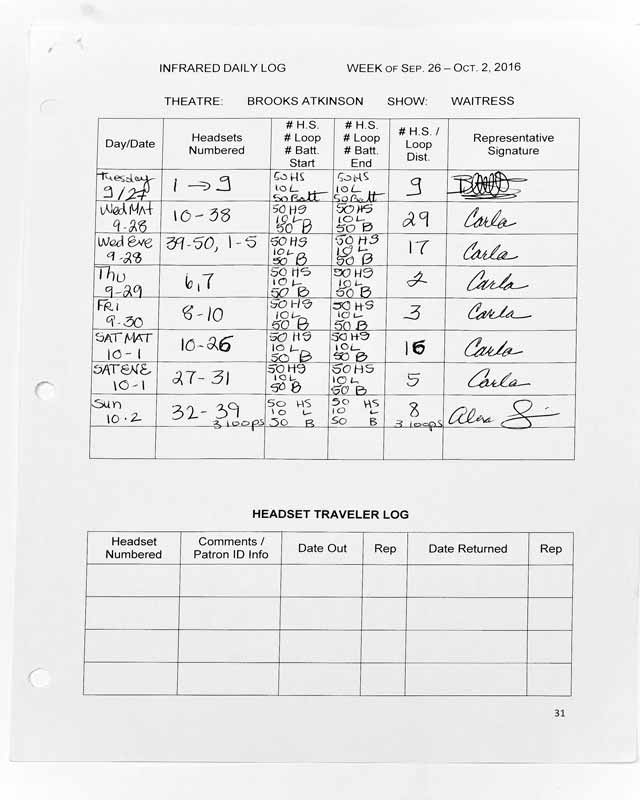 INFRARED DAILY LOG WEEK OF SEP. 26 – OCT. 2, 2016
THEATRE: BROOKS ATKINSON SHOW: WAITRESS
Day/Date
Headsets
Numbered
# H.S.
# Loop
# Batt.
Start
# H.S.
# Loop
# Batt.
End
# H.S. /
Loop
Dist.
Representative
Signature
Tuesday
9/27
1 → 9
50 HS
10 L
50 Batt
50 HS
10 L
50 Batt
9
Wed MAT
9-28
10-38
50 HS
10 L
50 B
50 HS
10 L
50 B
29
Carla
Wed Eve
9-28
39-50, 1-5
50 HS
10 L
50 B
50 HS
10 L
50 B
17
Carla
Thu
9-29
6,7
50 HS
10 L
50 B
50 HS
10 L
50 B
2
Carla
FRI
9-30
8-10
50 HS
10 L
50 B
50 HS
10 L
50 B
3
Carla
SAT MAT
10-1
10-26
50 HS
10 L
50 B
50 HS
10 L
50 B
16
Carla
SAT EVE
10-1
27-31
50 HS
10 L
50 B
50 HS
10 L
50 B
5
Carla
Sun
10-2
32-39
3 loops
50 HS
10 L
50 B
50 HS
10 L
50 B
8
3 loops
HEADSET TRAVELER LOG
Headset
Numbered
Comments /
Patron ID Info
Date Out
Rep
Date Returned
Rep
31